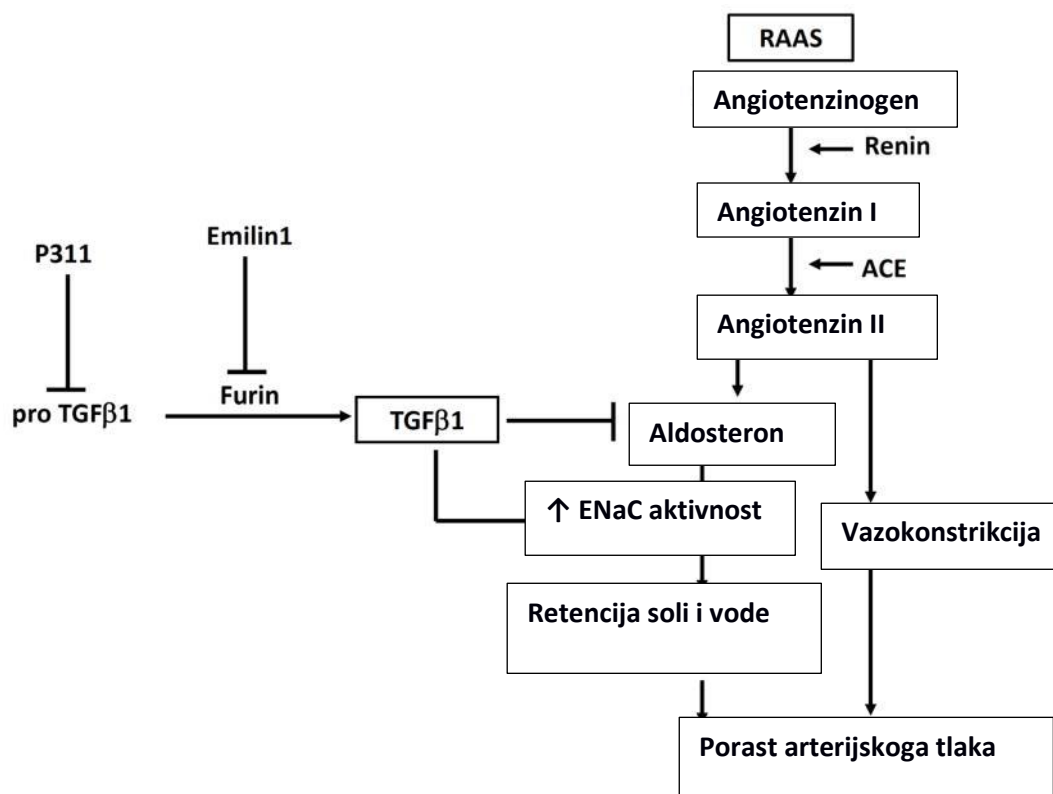 RAAS
Angiotenzinogen
Renin
Angiotenzin I
ACE
Angiotenzin II
Emilin1
P311
Furin
pro TGFβ1
TGFβ1
Aldosteron
↑ ENaC aktivnost
Vazokonstrikcija
Retencija soli i vode
Porast arterijskoga tlaka